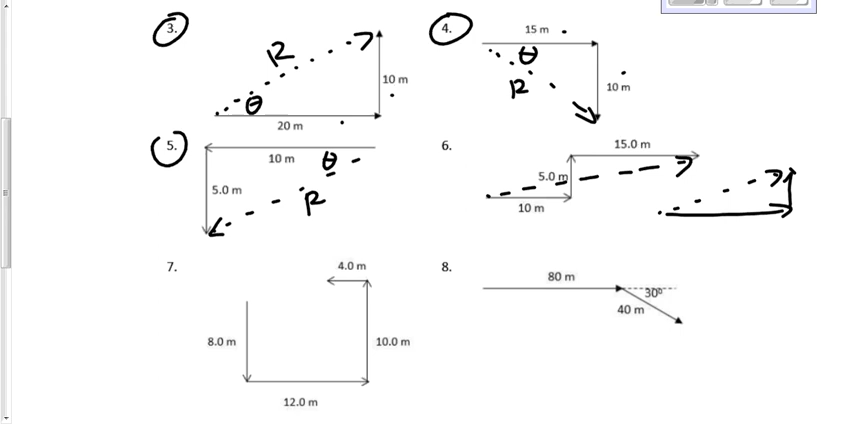 3.
R
θ
10 m
20 m
4.
15 m
θ
R
10 m
5.
10 m
θ
5.0 m
R
6.
15.0 m
5.0 m
10 m
7.
4.0 m
8.0 m
10.0 m
12.0 m
8.
80 m
30°
40 m